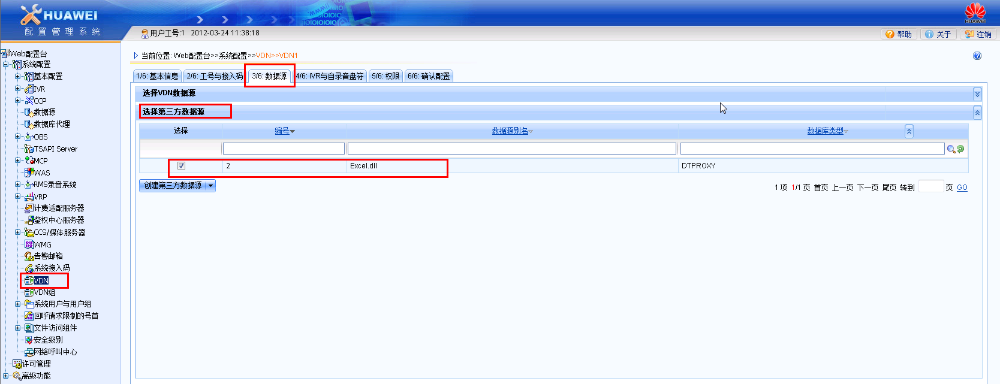 HUAWEI
配置管理系统
HUAWEI
用户工号:1 2012-03-24 11:38:18
帮助 关于 注销
Web配置台
系统配置
基本配置
IVR
CCP
数据源
数据库代理
OBS
TSAPI Server
MCP
WAS
RMS录音系统
VRP
计费适配服务器
鉴权中心服务器
CCS/媒体服务器
WMG
告警邮箱
系统接入码
VDN
VDN组
系统用户与用户组
回呼请求限制的号首
文件访问组件
安全级别
网络呼叫中心
许可管理
高级功能
当前位置: Web配置台>>系统配置>>VDN>>VDN1
1/6: 基本信息 2/6: 工号与接入码 3/6: 数据源 4/6: IVR与自录音盘符 5/6: 权限 6/6: 确认配置
选择VDN数据源
选择第三方数据源
选择 编号 数据源别名 数据库类型
2 Excel.dll DTPROXY
创建第三方数据源
1 项 1/1 页 首页 上一页 下一页 尾页 转到 页 GO